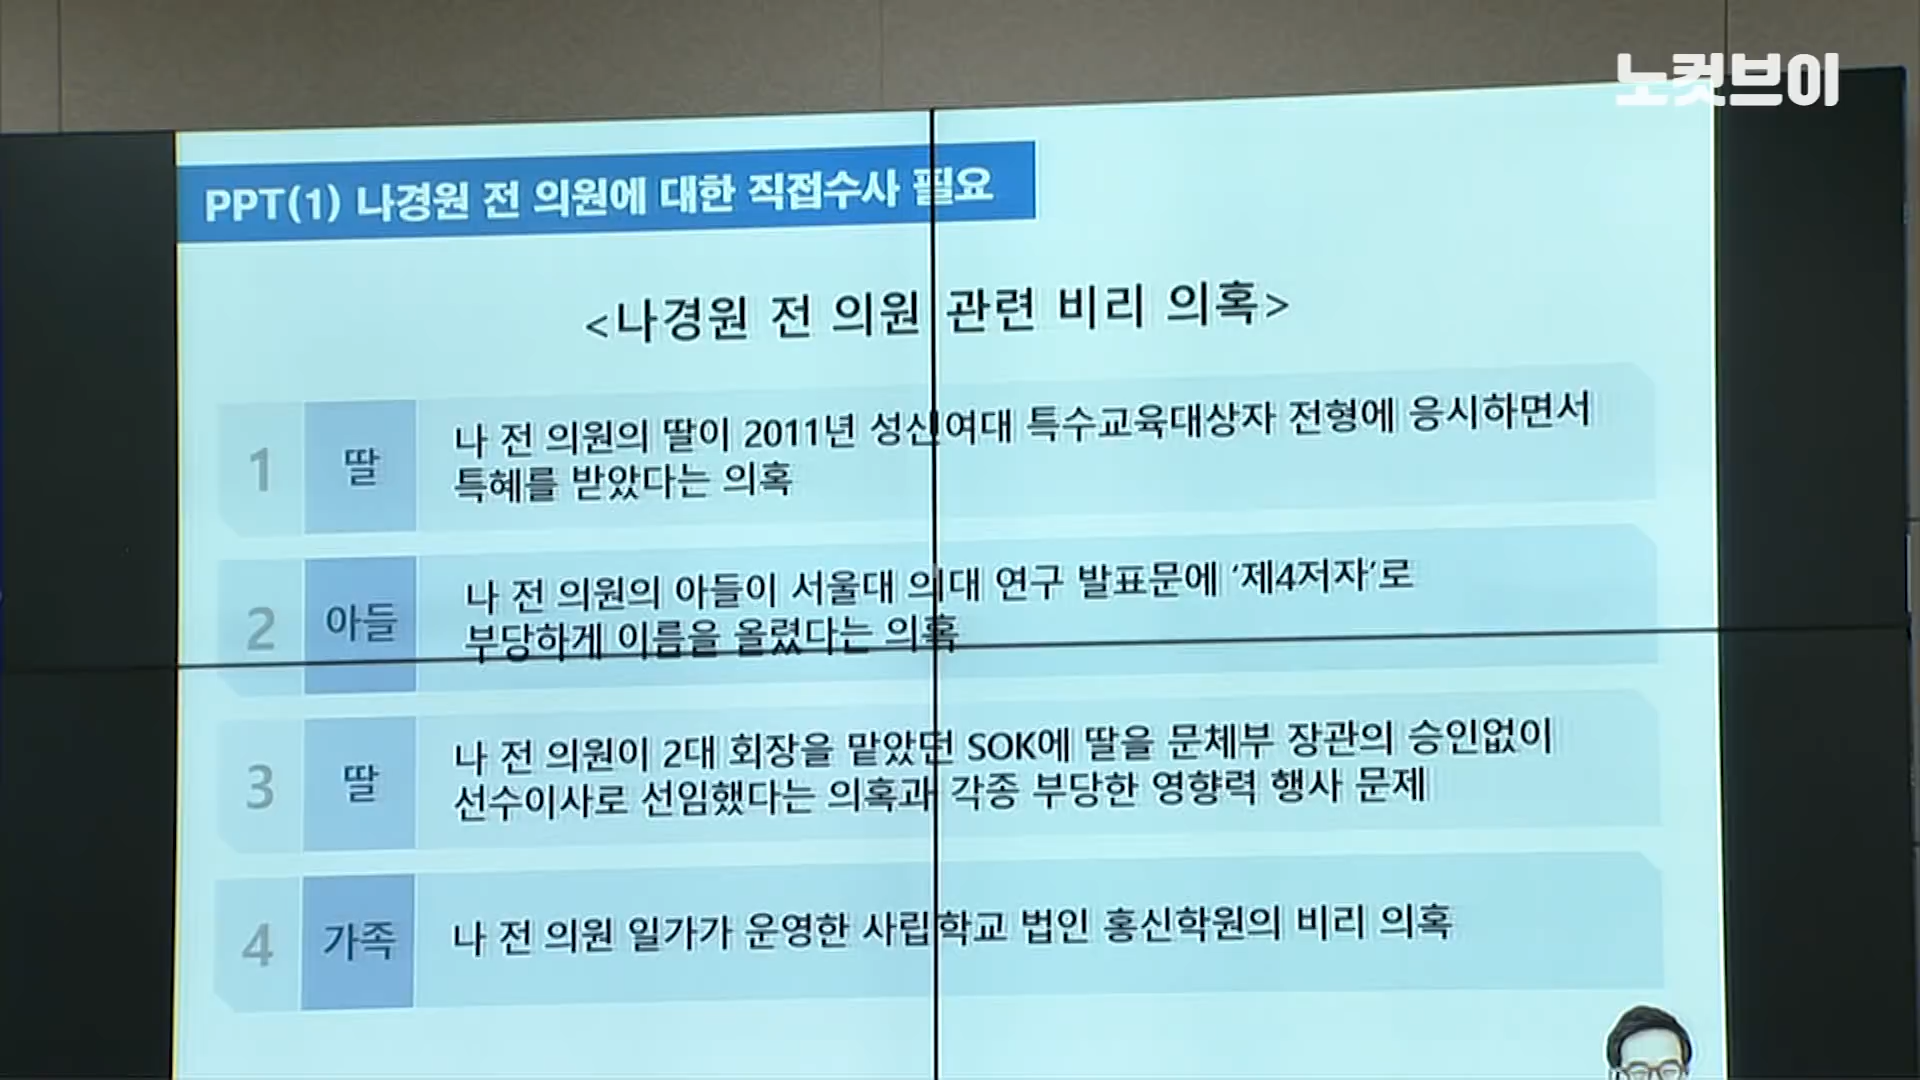 노컷브이
PPT(1) 나경원 전 의원에 대한 직접수사 필요
<나경원 전 의원 관련 비리 의혹>
1 딸 나 전 의원의 딸이 2011년 성신여대 특수교육대상자 전형에 응시하면서
특혜를 받았다는 의혹
2 아들 나 전 의원의 아들이 서울대 의대 연구 발표문에 ‘제4저자’로
부당하게 이름을 올렸다는 의혹
3 딸 나 전 의원이 2대 회장을 맡았던 SOK에 딸을 문체부 장관의 승인없이
선수이사로 선임했다는 의혹과 각종 부당한 영향력 행사 문제
4 가족 나 전 의원 일가가 운영한 사립학교 법인 홍신학원의 비리 의혹